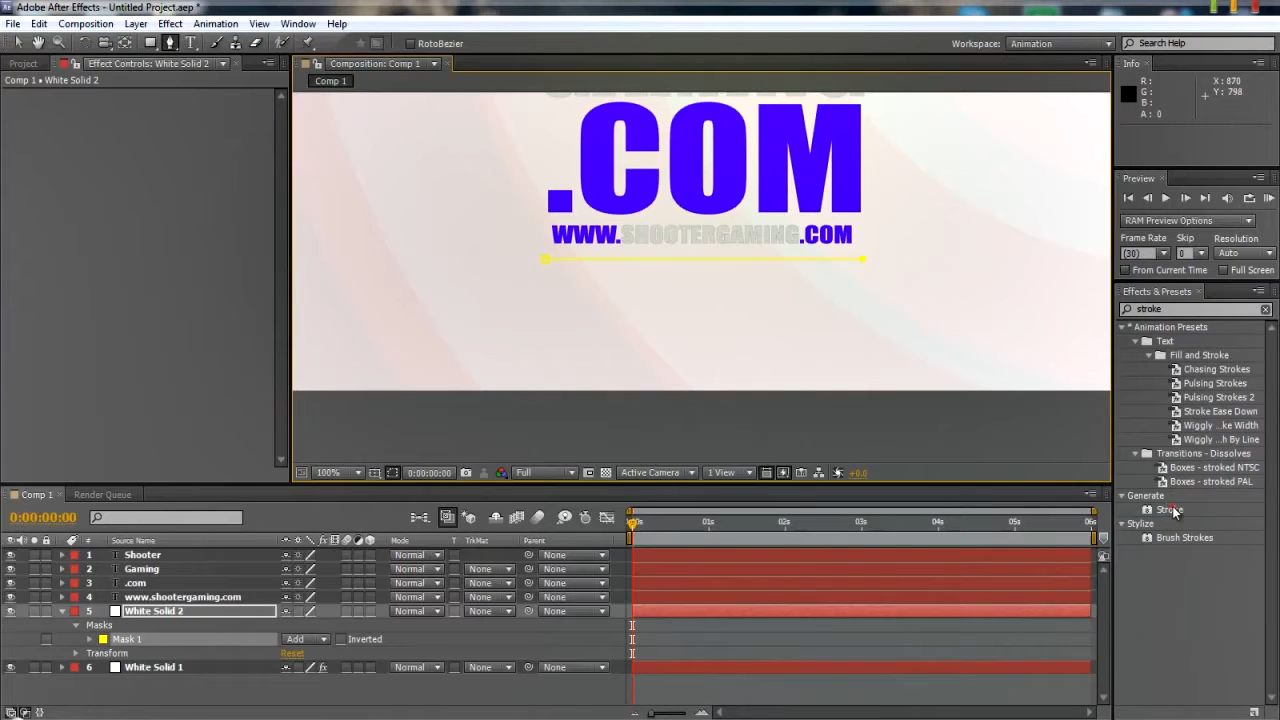 Adobe After Effects - Untitled Project.aep *
File Edit Composition Layer Effect Animation View Window Help
RotoBezier
Workspace: Animation
Search Help
Project
Effect Controls: White Solid 2
Composition: Comp 1
Info
Comp 1 • White Solid 2
Comp 1
R:
G:
B:
A: 0
X: 870
Y: 798
.COM
WWW.SHOOTERGAMING.COM
Preview
RAM Preview Options
Frame Rate Skip Resolution
(30) 0 Auto
From Current Time Full Screen
Effects & Presets
stroke
* Animation Presets
Text
Fill and Stroke
Chasing Strokes
Pulsing Strokes
Pulsing Strokes 2
Stroke Ease Down
Wiggly ...ke Width
Wiggly ...h By Line
Transitions - Dissolves
Boxes - stroked NTSC
Boxes - stroked PAL
Generate
Stroke
Stylize
Brush Strokes
100% 0:00:00:00 Full Active Camera 1 View +0.0
Comp 1 Render Queue
0:00:00:00
01s 02s 03s 04s 05s 06s
# Source Name Mode T TrkMat Parent
1 Shooter Normal None
2 Gaming Normal None None
3 .com Normal None None
4 www.shootergaming.com Normal None None
5 White Solid 2 Normal None None
Masks
Mask 1 Add Inverted
Transform Reset
6 White Solid 1 Normal None None